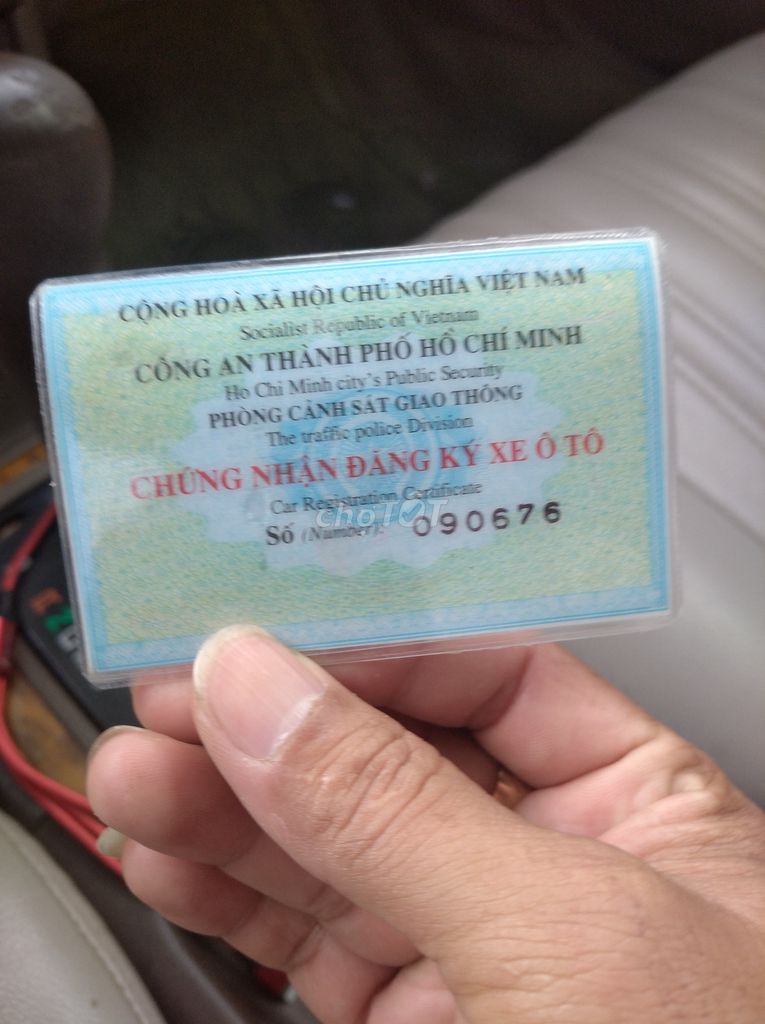 CỘNG HOÀ XÃ HỘI CHỦ NGHĨA VIỆT NAM
Socialist Republic of Vietnam
CÔNG AN THÀNH PHỐ HỒ CHÍ MINH
Ho Chi Minh city's Public Security
PHÒNG CẢNH SÁT GIAO THÔNG
The traffic police Division
CHỨNG NHẬN ĐĂNG KÝ XE Ô TÔ
Car Registration Certificate
choTỐT
Số (Number): 090676